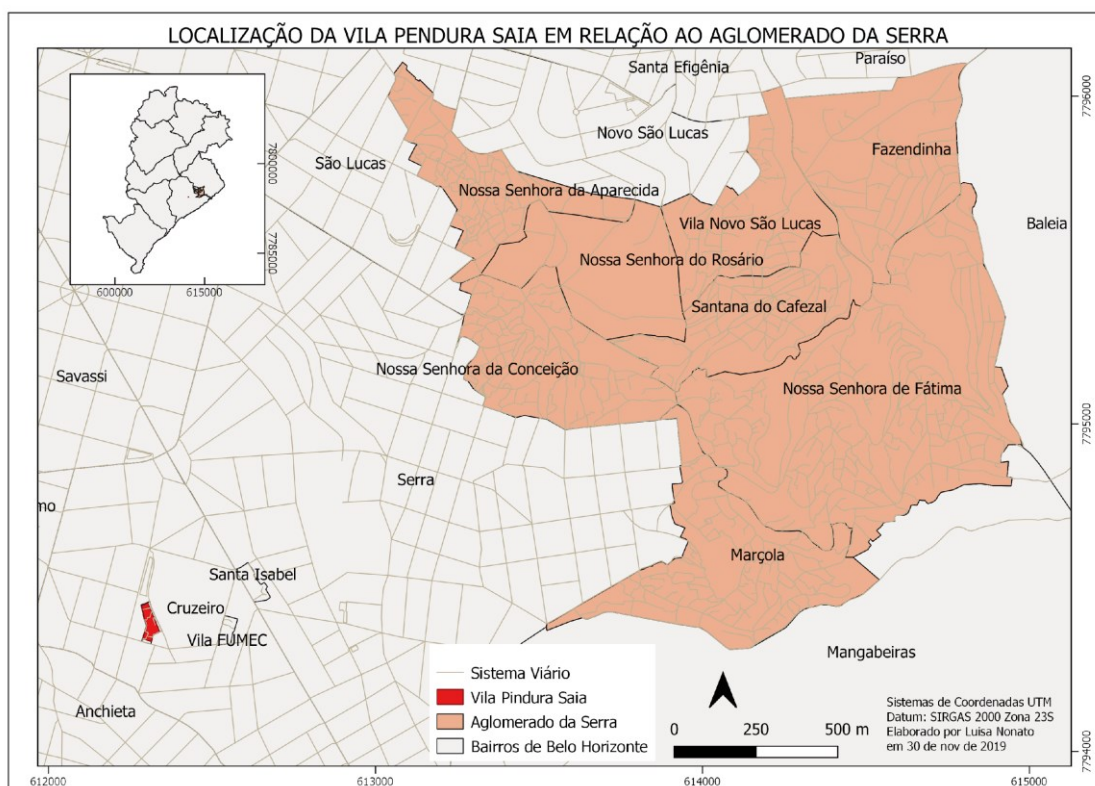 LOCALIZAÇÃO DA VILA PENDURA SAIA EM RELAÇÃO AO AGLOMERADO DA SERRA
Santa Efigênia
Paraíso
7796000
Novo São Lucas
Fazendinha
São Lucas
7800000
Nossa Senhora da Aparecida
Vila Novo São Lucas
Baleia
7785000
600000
615000
Nossa Senhora do Rosário
Santana do Cafezal
Savassi
Nossa Senhora da Conceição
Nossa Senhora de Fátima
7795000
Serra
mo
Marçola
Santa Isabel
Cruzeiro
Vila FUMEC
Mangabeiras
Anchieta
Sistema Viário
Vila Pindura Saia
Aglomerado da Serra
Bairros de Belo Horizonte
0 250 500 m
Sistemas de Coordenadas UTM
Datum: SIRGAS 2000 Zona 23S
Elaborado por Luisa Nonato
em 30 de nov de 2019
7794000
612000
613000
614000
615000